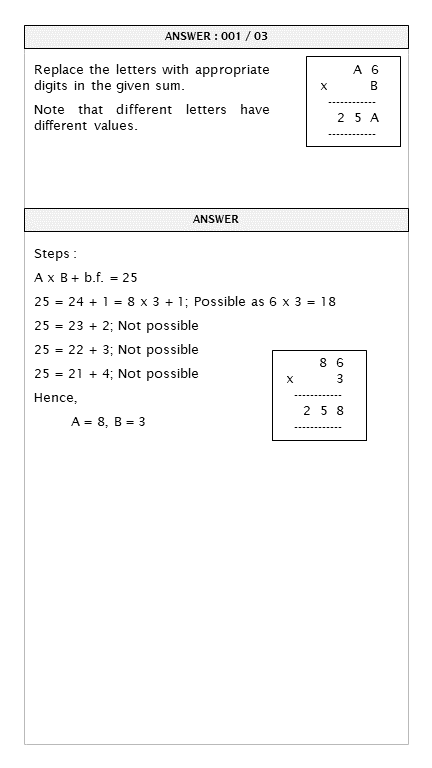 ANSWER : 001 / 03
Replace the letters with appropriate
digits in the given sum.
Note that different letters have
different values.
A 6
x B
------------
2 5 A
------------
ANSWER
Steps :
A x B + b.f. = 25
25 = 24 + 1 = 8 x 3 + 1; Possible as 6 x 3 = 18
25 = 23 + 2; Not possible
25 = 22 + 3; Not possible
25 = 21 + 4; Not possible
Hence,
A = 8, B = 3
8 6
x 3
------------
2 5 8
------------